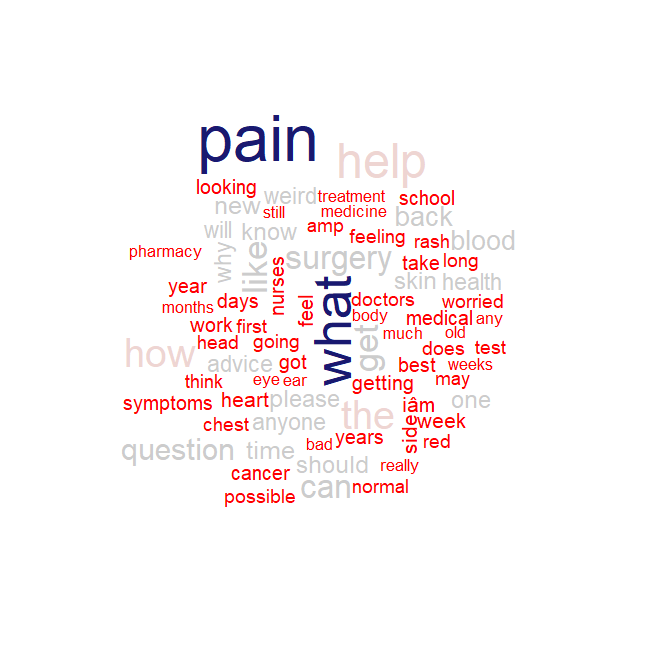 pain
help
looking
weird
treatment
school
new
still
medicine
back
will
know
amp
feeling
rash
blood
pharmacy
why
like
surgery
take
long
year
nurses
what
skin
health
months
days
feel
doctors
worried
work
first
body
medical
any
head
going
get
much
old
how
advice
got
does
test
think
eye
ear
getting
best
weeks
may
symptoms
heart
please
the
iâm
one
chest
anyone
side
week
question
time
bad
years
red
should
really
cancer
can
normal
possible